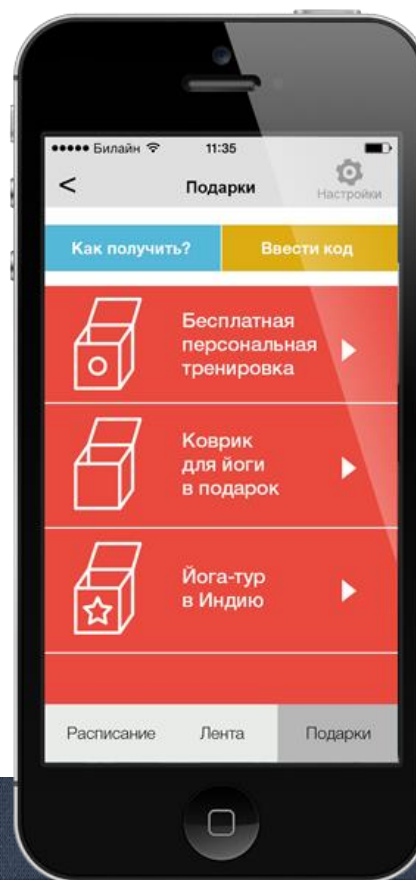 Билайн 11:35
< Подарки
Настройки
Как получить? Ввести код
Бесплатная
персональная
тренировка
Коврик
для йоги
в подарок
Йога-тур
в Индию
Расписание Лента Подарки